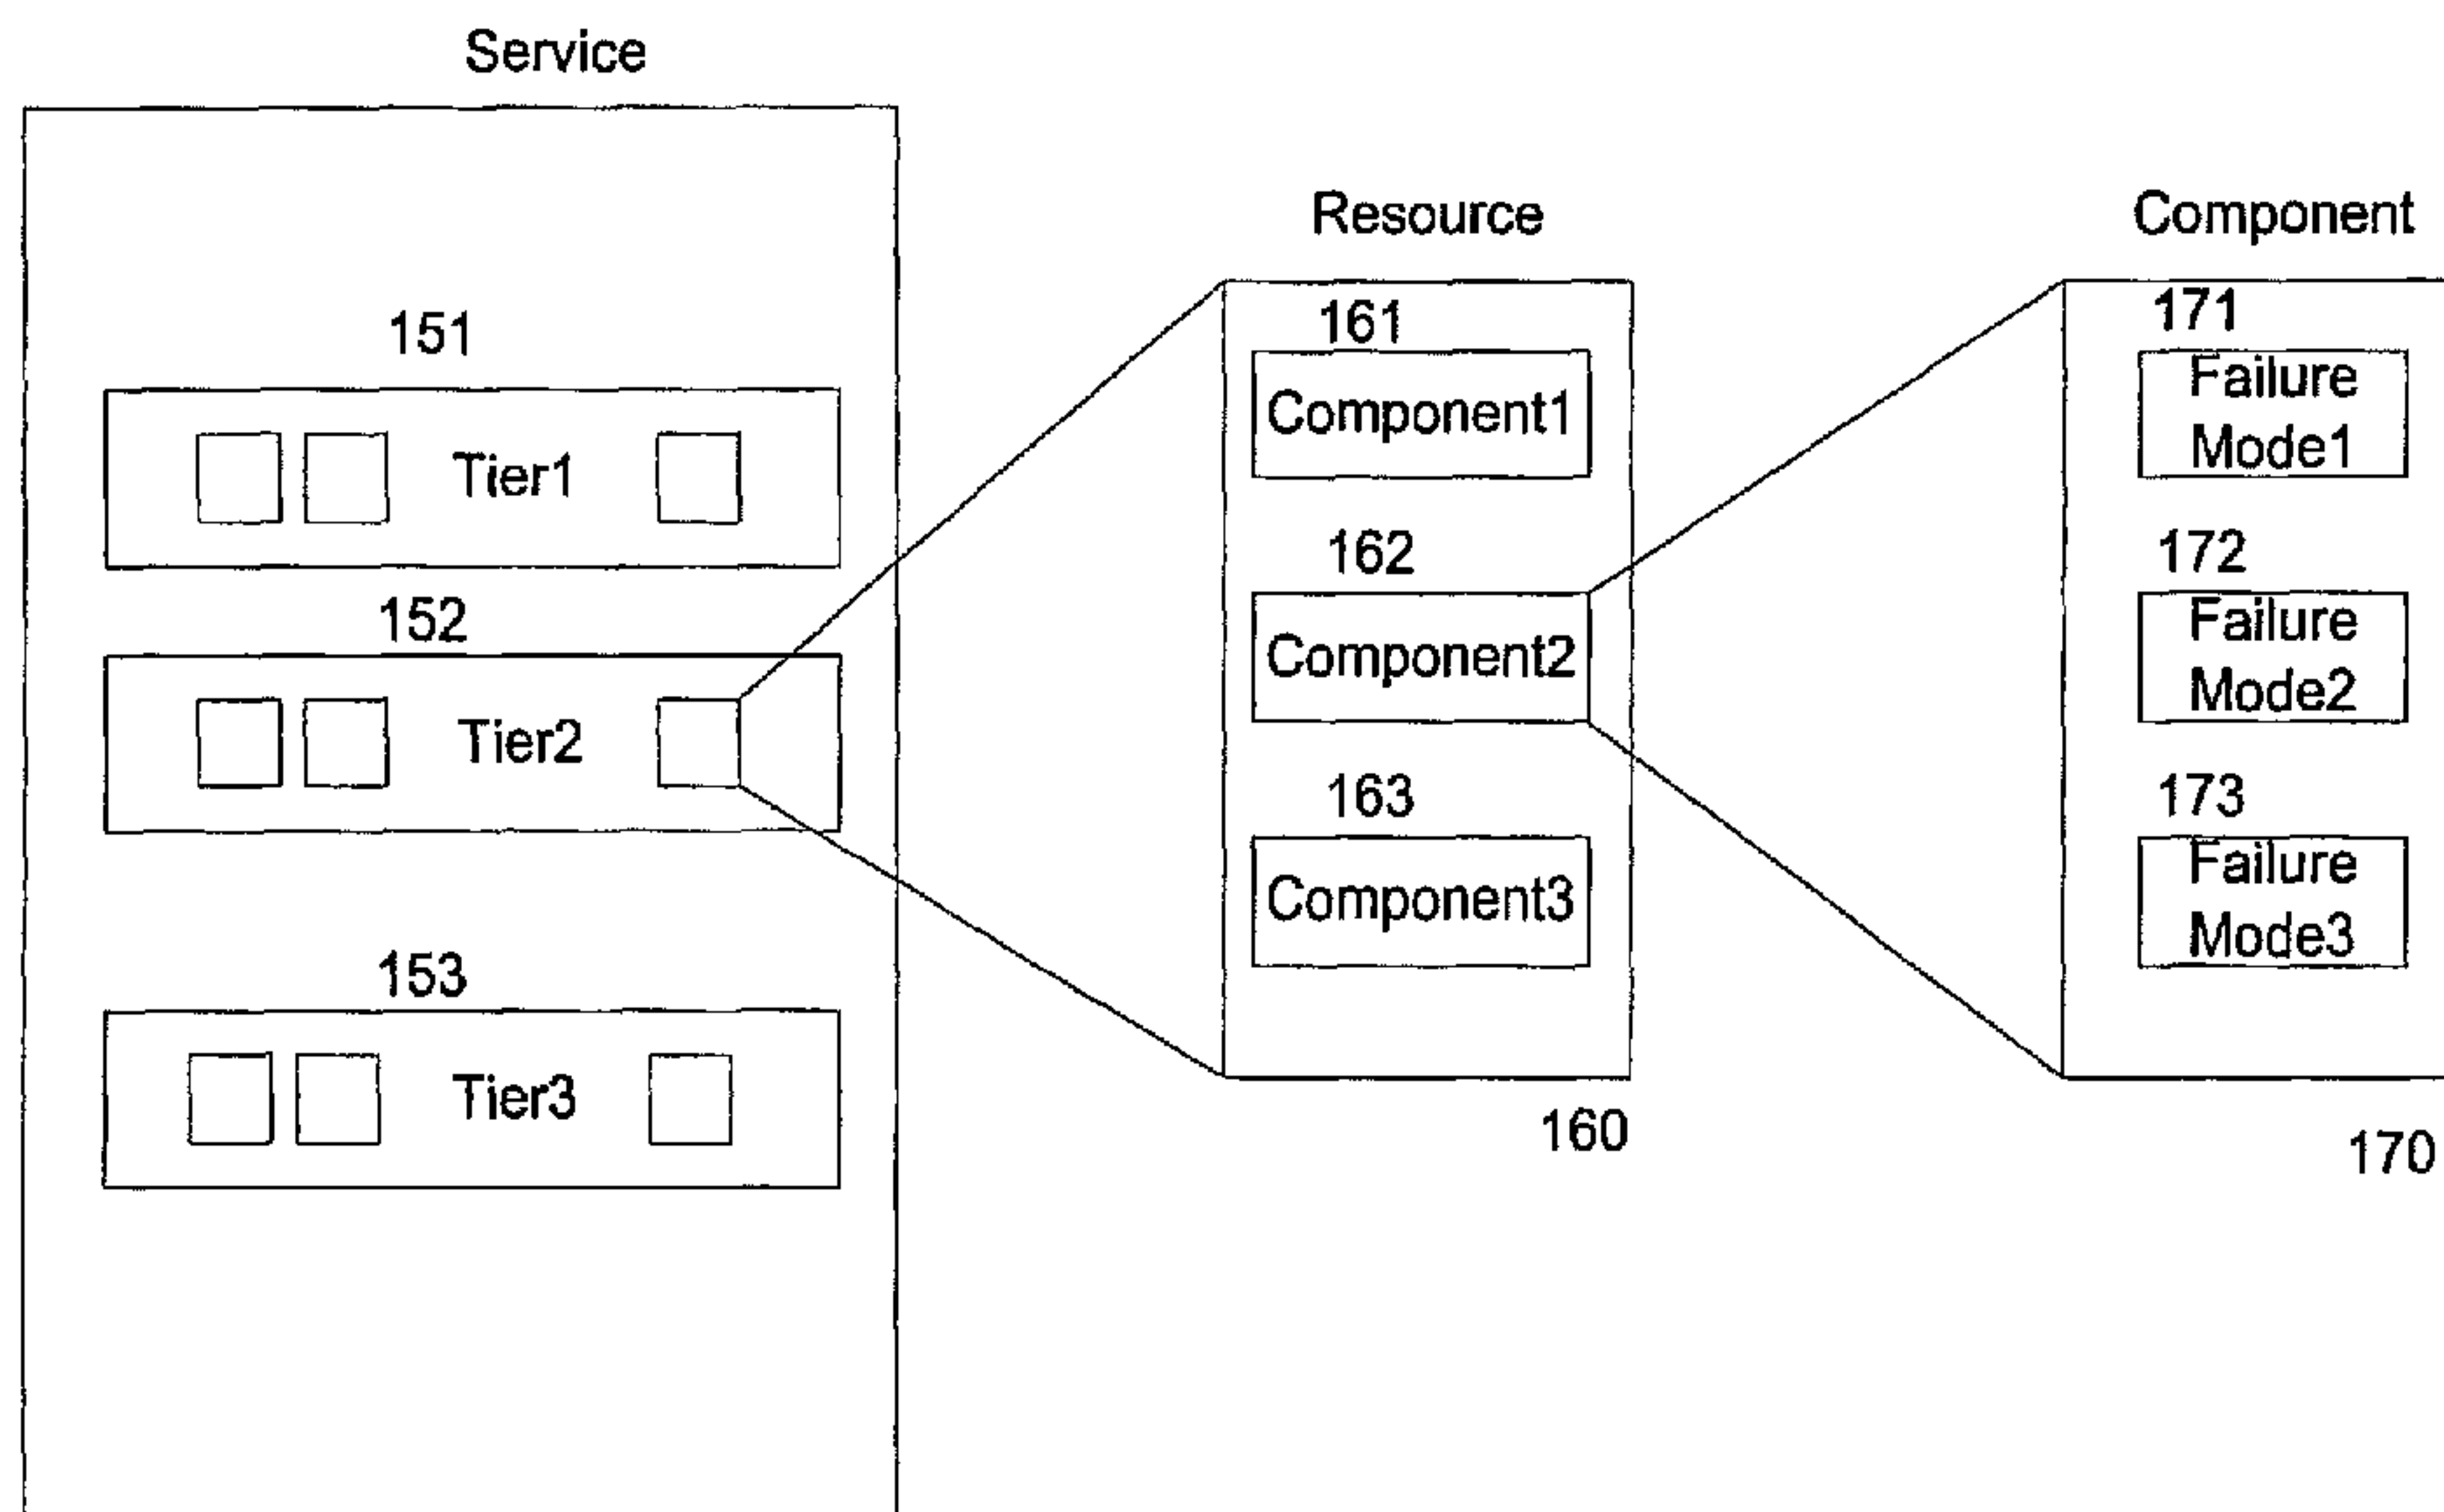 Service
151
Tier1
152
Tier2
153
Tier3
Resource
161
Component1
162
Component2
163
Component3
160
Component
171
Failure
Mode1
172
Failure
Mode2
173
Failure
Mode3
170